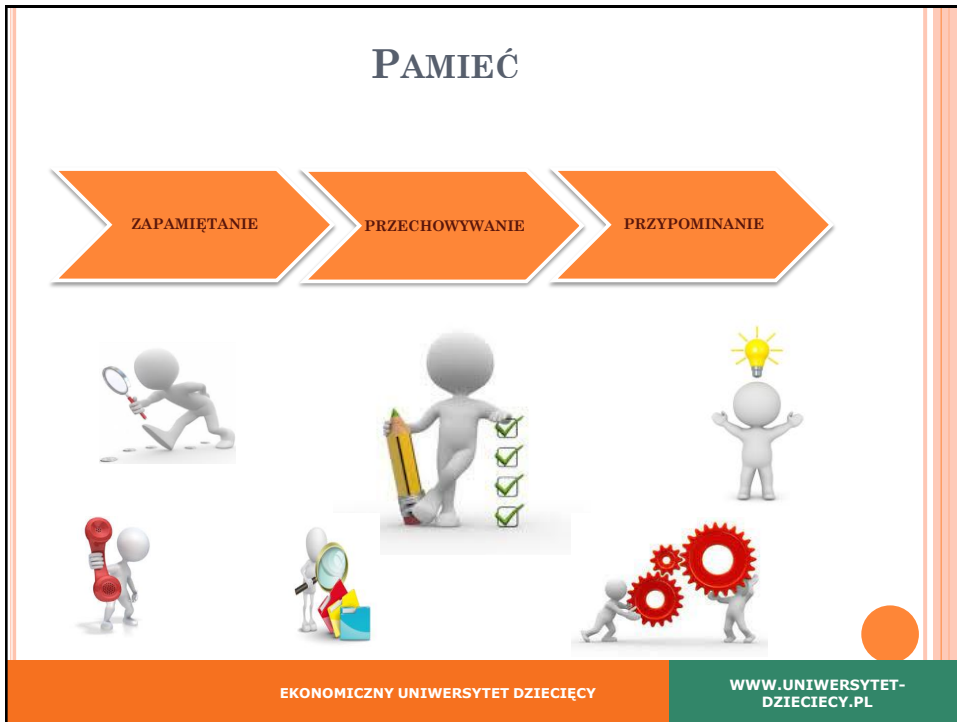 PAMIEĆ
ZAPAMIĘTANIE
PRZECHOWYWANIE
PRZYPOMINANIE
EKONOMICZNY UNIWERSYTET DZIECIĘCY
WWW.UNIWERSYTET-
DZIECIECY.PL